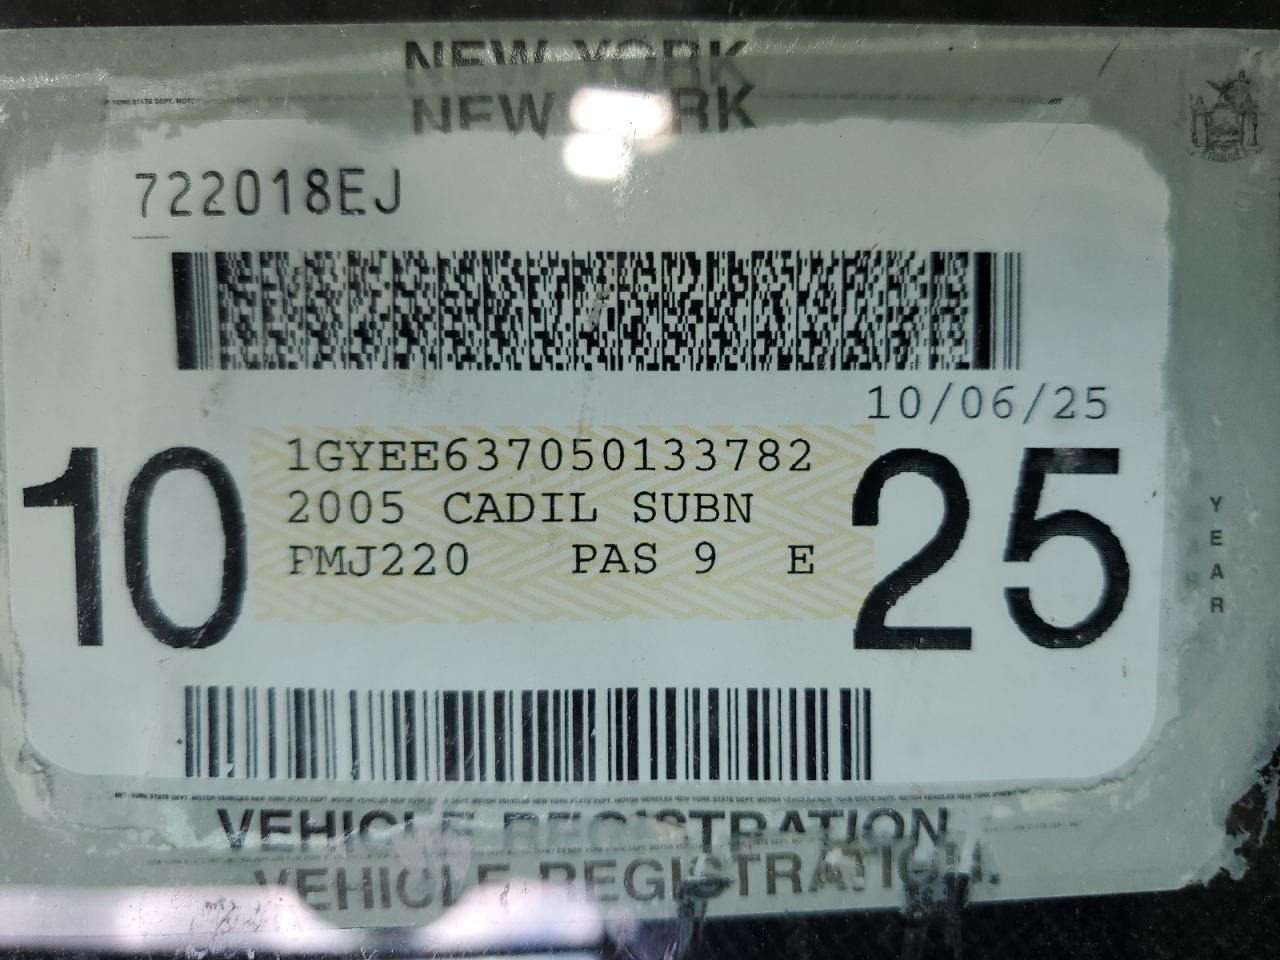 NEW YORK
NEW YORK
722018EJ
10/06/25
10
1GYEE637050133782
2005 CADIL SUBN
PMJ220 PAS 9 E
25
YEAR
VEHICLE REGISTRATION
VEHICLE REGISTRATION